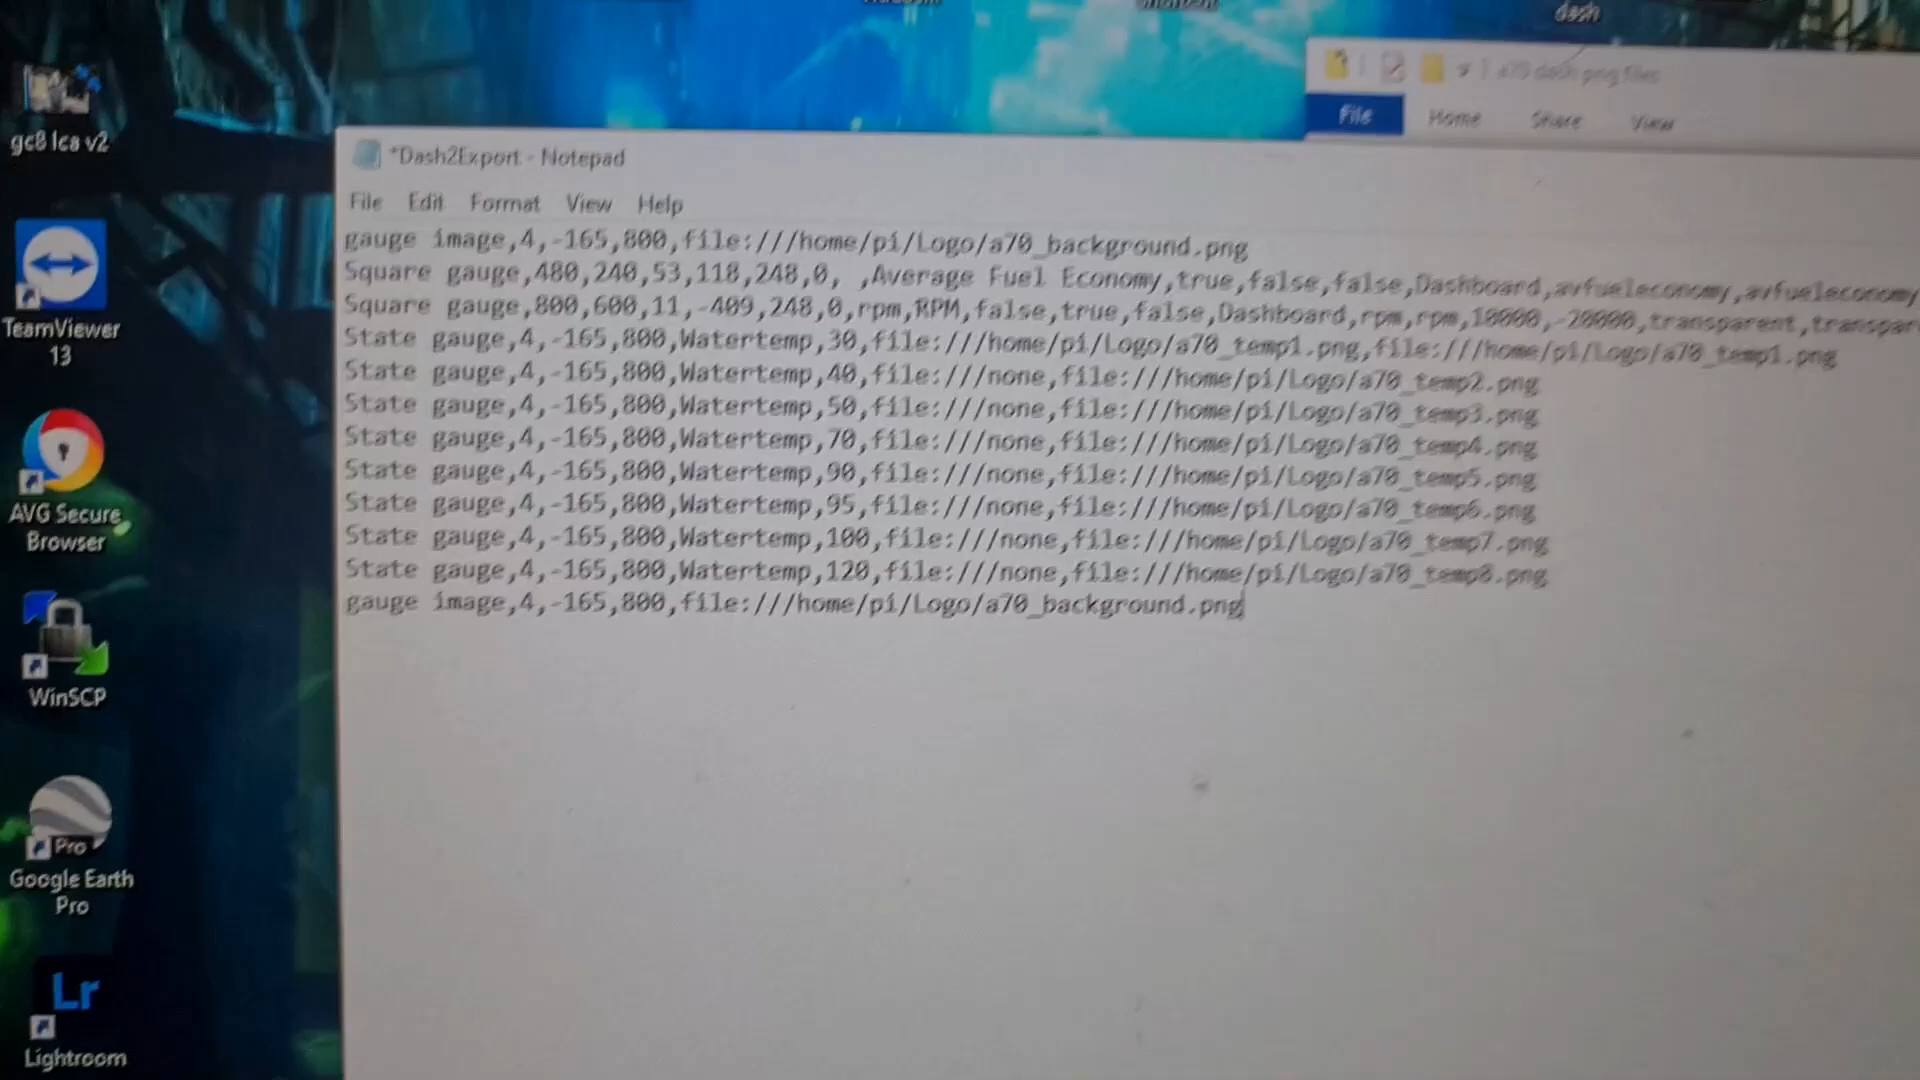 dash
a70 dash png files
File Home Share View
gc8 lca v2
*Dash2Export - Notepad
File Edit Format View Help
gauge image,4,-165,800,file:///home/pi/Logo/a70_background.png
Square gauge,480,240,53,118,248,0, ,Average Fuel Economy,true,false,false,Dashboard,avfueleconomy,avfueleconomy
Square gauge,800,600,11,-409,248,0,rpm,RPM,false,true,false,Dashboard,rpm,rpm,10000,-20000,transparent,
State gauge,4,-165,800,Watertemp,30,file:///home/pi/Logo/a70_temp1.png,file:///home/pi/Logo/a70_temp1.png
State gauge,4,-165,800,Watertemp,40,file:///none,file:///home/pi/Logo/a70_temp2.png
State gauge,4,-165,800,Watertemp,50,file:///none,file:///home/pi/Logo/a70_temp3.png
State gauge,4,-165,800,Watertemp,70,file:///none,file:///home/pi/Logo/a70_temp4.png
State gauge,4,-165,800,Watertemp,90,file:///none,file:///home/pi/Logo/a70_temp5.png
State gauge,4,-165,800,Watertemp,95,file:///none,file:///home/pi/Logo/a70_temp6.png
State gauge,4,-165,800,Watertemp,100,file:///none,file:///home/pi/Logo/a70_temp7.png
State gauge,4,-165,800,Watertemp,120,file:///none,file:///home/pi/Logo/a70_temp8.png
gauge image,4,-165,800,file:///home/pi/Logo/a70_background.png
TeamViewer
13
AVG Secure
Browser
WinSCP
Pro
Google Earth
Pro
Lr
Lightroom